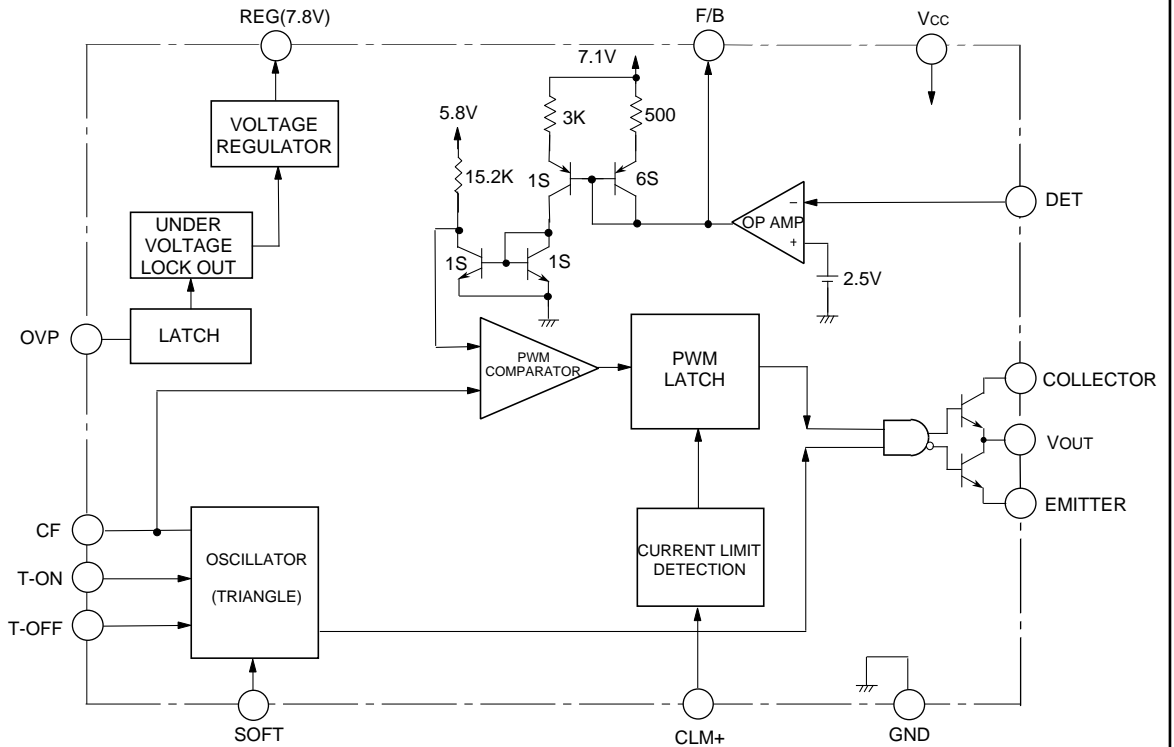 REG(7.8V)
F/B
VCC
7.1V
5.8V
3K
500
VOLTAGE
REGULATOR
15.2K
1S
6S
OP AMP
−
+
DET
UNDER
VOLTAGE
LOCK OUT
1S
1S
2.5V
OVP
LATCH
PWM
COMPARATOR
PWM
LATCH
COLLECTOR
VOUT
EMITTER
CF
T-ON
T-OFF
OSCILLATOR
(TRIANGLE)
CURRENT LIMIT
DETECTION
SOFT
CLM+
GND